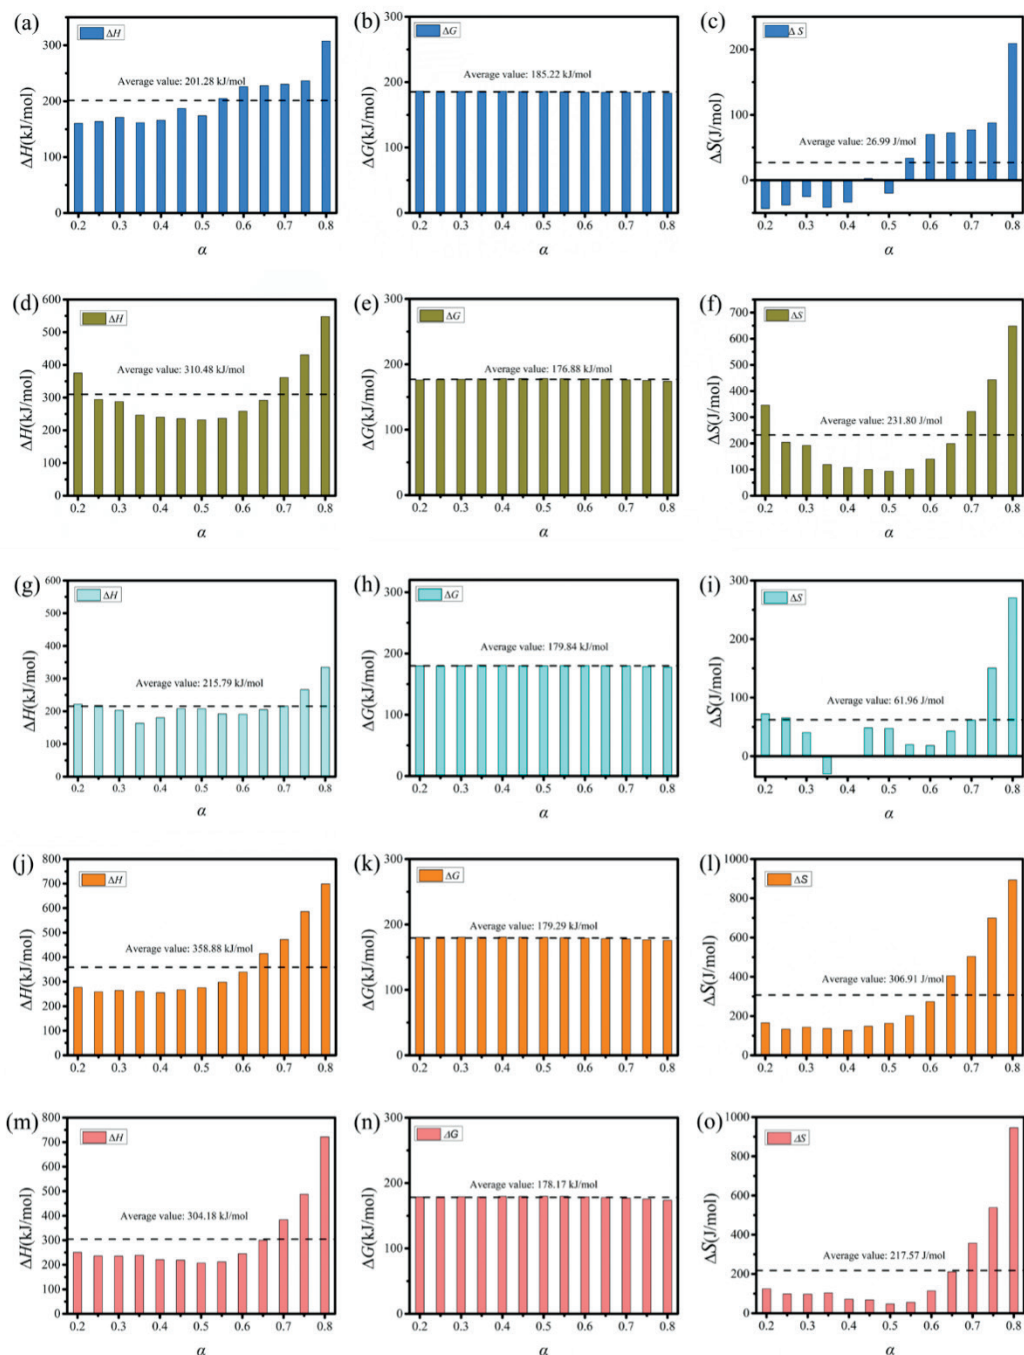 (a)
ΔH
Average value: 201.28 kJ/mol
ΔH(kJ/mol)
300
200
100
0
0.2 0.3 0.4 0.5 0.6 0.7 0.8
α
(b)
ΔG
Average value: 185.22 kJ/mol
ΔG(kJ/mol)
300
200
100
0
0.2 0.3 0.4 0.5 0.6 0.7 0.8
α
(c)
Δ S
Average value: 26.99 J/mol
ΔS(J/mol)
200
100
0
0.2 0.3 0.4 0.5 0.6 0.7 0.8
α
(d)
ΔH
Average value: 310.48 kJ/mol
ΔH(kJ/mol)
600
500
400
300
200
100
0
0.2 0.3 0.4 0.5 0.6 0.7 0.8
α
(e)
ΔG
Average value: 176.88 kJ/mol
ΔG(kJ/mol)
300
200
100
0
0.2 0.3 0.4 0.5 0.6 0.7 0.8
α
(f)
ΔS
Average value: 231.80 J/mol
ΔS(J/mol)
700
600
500
400
300
200
100
0
0.2 0.3 0.4 0.5 0.6 0.7 0.8
α
(g)
ΔH
Average value: 215.79 kJ/mol
ΔH(kJ/mol)
600
500
400
300
200
100
0
0.2 0.3 0.4 0.5 0.6 0.7 0.8
α
(h)
ΔG
Average value: 179.84 kJ/mol
ΔG(kJ/mol)
300
200
100
0
0.2 0.3 0.4 0.5 0.6 0.7 0.8
α
(i)
ΔS
Average value: 61.96 J/mol
ΔS(J/mol)
300
200
100
0
0.2 0.3 0.4 0.5 0.6 0.7 0.8
α
(j)
ΔH
Average value: 358.88 kJ/mol
ΔH(kJ/mol)
800
700
600
500
400
300
200
100
0
0.2 0.3 0.4 0.5 0.6 0.7 0.8
α
(k)
ΔG
Average value: 179.29 kJ/mol
ΔG(kJ/mol)
300
200
100
0
0.2 0.3 0.4 0.5 0.6 0.7 0.8
α
(l)
ΔS
Average value: 306.91 J/mol
ΔS(J/mol)
1000
800
600
400
200
0
0.2 0.3 0.4 0.5 0.6 0.7 0.8
α
(m)
ΔH
Average value: 304.18 kJ/mol
ΔH(kJ/mol)
800
700
600
500
400
300
200
100
0
0.2 0.3 0.4 0.5 0.6 0.7 0.8
α
(n)
ΔG
Average value: 178.17 kJ/mol
ΔG(kJ/mol)
300
200
100
0
0.2 0.3 0.4 0.5 0.6 0.7 0.8
α
(o)
ΔS
Average value: 217.57 J/mol
ΔS(J/mol)
1000
800
600
400
200
0
0.2 0.3 0.4 0.5 0.6 0.7 0.8
α